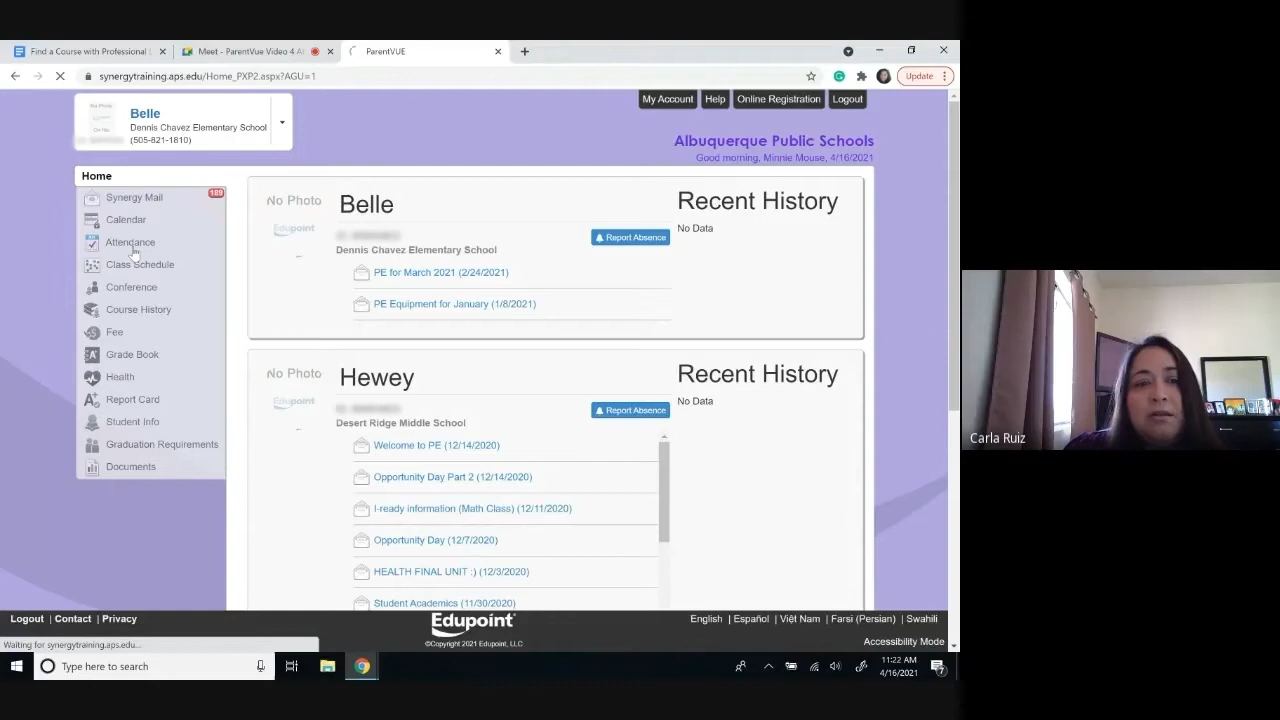 Find a Course with Professional
Meet - ParentVue Video 4 At
ParentVUE
synergytraining.aps.edu/Home_PXP2.aspx?AGU=1
Update
No Photo
Belle
Dennis Chavez Elementary School
(505-821-1810)
My Account
Help
Online Registration
Logout
Albuquerque Public Schools
Good morning, Minnie Mouse, 4/16/2021
Home
Synergy Mail
189
Calendar
Attendance
Class Schedule
Conference
Course History
Fee
Grade Book
Health
Report Card
Student Info
Graduation Requirements
Documents
No Photo
Edupoint
Belle
Report Absence
Dennis Chavez Elementary School
PE for March 2021 (2/24/2021)
PE Equipment for January (1/8/2021)
Recent History
No Data
No Photo
Edupoint
Hewey
Report Absence
Desert Ridge Middle School
Welcome to PE (12/14/2020)
Opportunity Day Part 2 (12/14/2020)
I-ready information (Math Class) (12/11/2020)
Opportunity Day (12/7/2020)
HEALTH FINAL UNIT :) (12/3/2020)
Student Academics (11/30/2020)
Recent History
No Data
Carla Ruiz
Logout | Contact | Privacy
Edupoint
©Copyright 2021 Edupoint, LLC
English | Español | Việt Nam | Farsi (Persian) | Swahili
Accessibility Mode
Waiting for synergytraining.aps.edu...
Type here to search
11:22 AM
4/16/2021
7